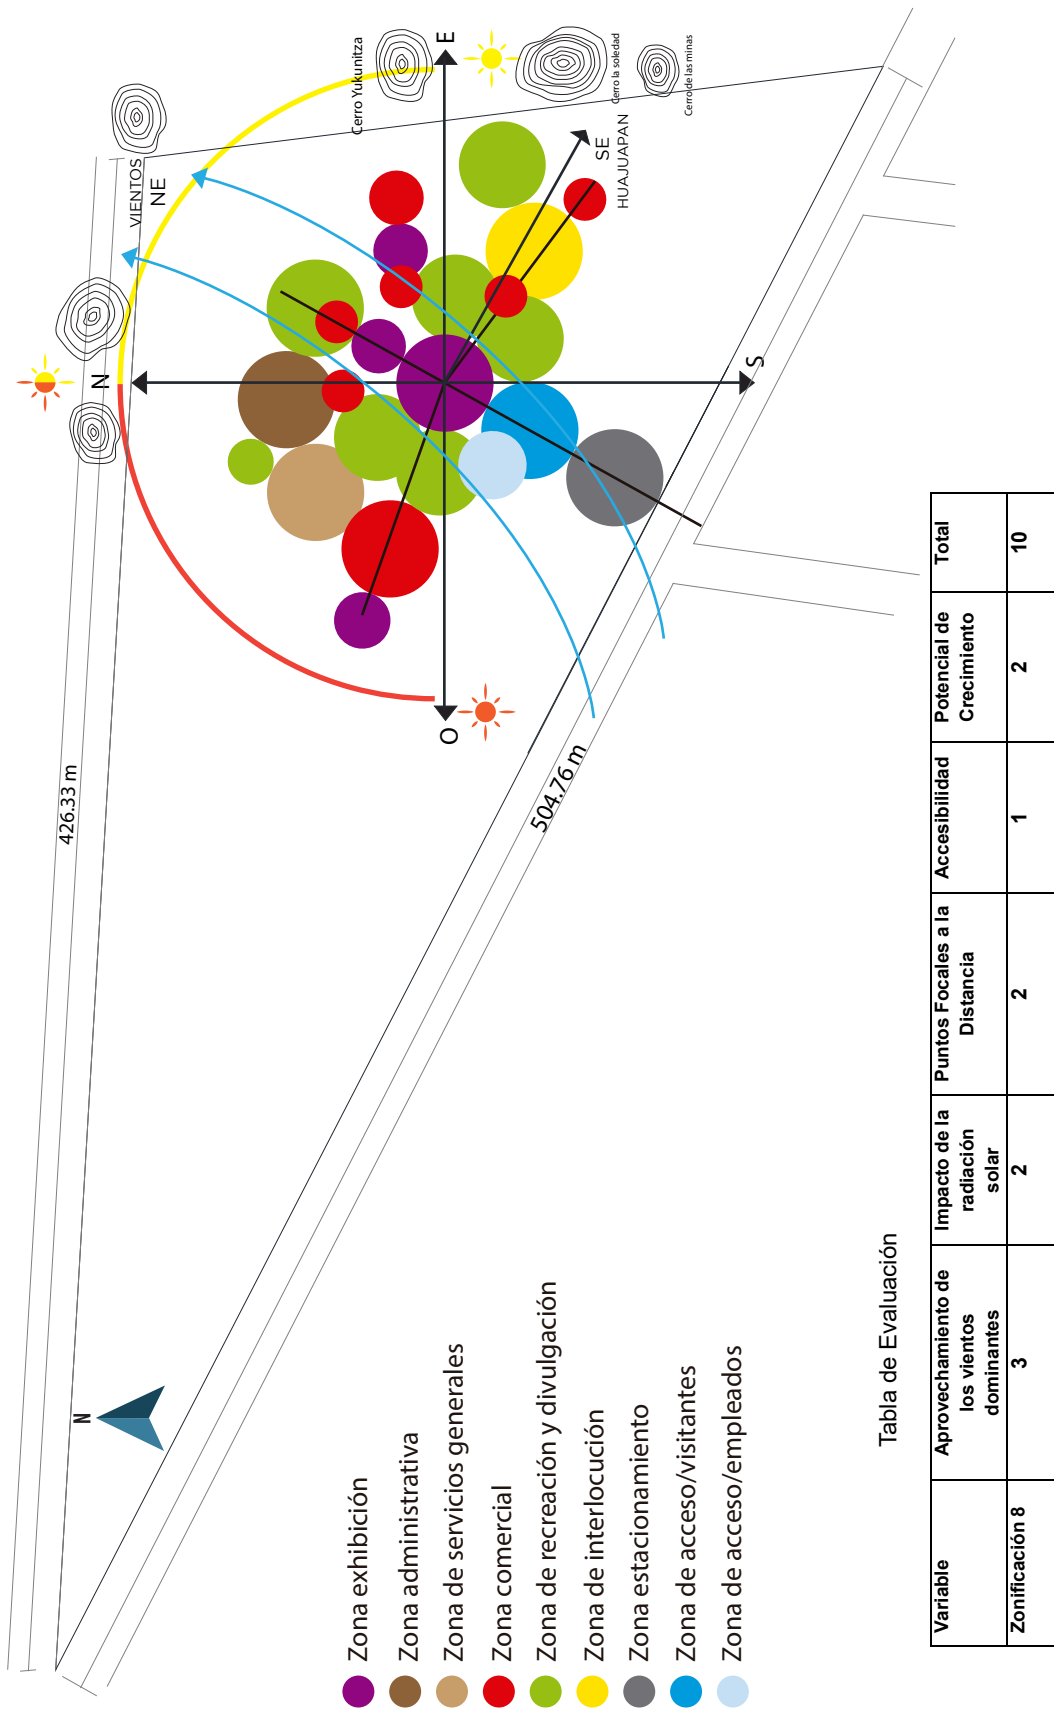 426.33 m
504.76 m
N
N
E
S
O
VIENTOS
NE
SE
HUAJUAPAN
Cerro Yukunitza
Cerro la soledad
Cerro de las minas
Zona exhibición
Zona administrativa
Zona de servicios generales
Zona comercial
Zona de recreación y divulgación
Zona de interlocución
Zona estacionamiento
Zona de acceso/visitantes
Zona de acceso/empleados
Tabla de Evaluación
Variable
Aprovechamiento de
los vientos
dominantes
Impacto de la
radiación
solar
Puntos Focales a la
Distancia
Accesibilidad
Potencial de
Crecimiento
Total
Zonificación 8
3
2
2
1
2
10